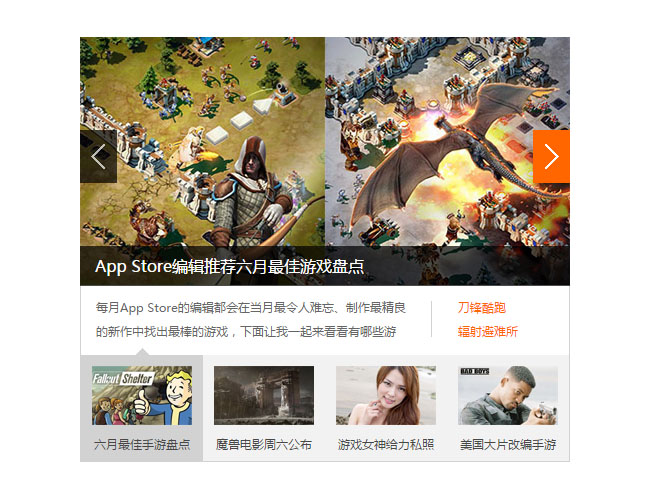 App Store编辑推荐六月最佳游戏盘点
每月App Store的编辑都会在当月最令人难忘、制作最精良
的新作中找出最棒的游戏，下面让我一起来看看有哪些游
刀锋酷跑
辐射避难所
Fallout Shelter
BAD BOYS
六月最佳手游盘点
魔兽电影周六公布
游戏女神给力私照
美国大片改编手游